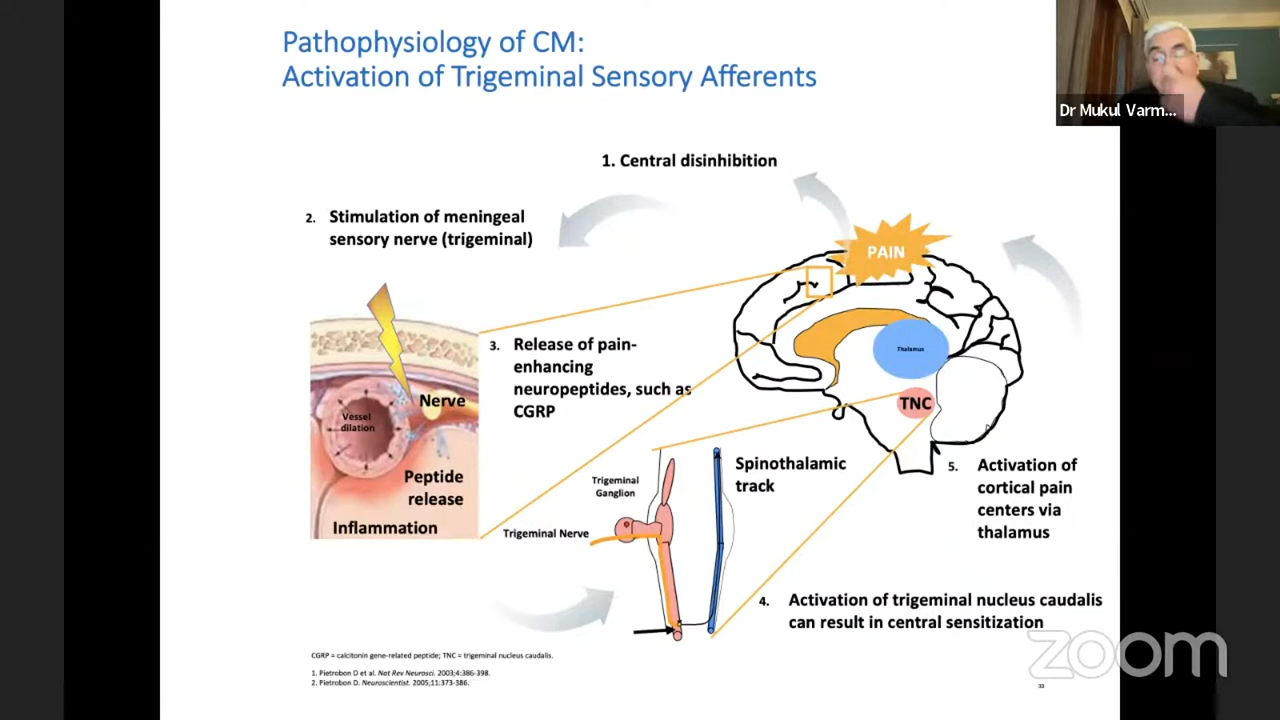 Pathophysiology of CM:
Activation of Trigeminal Sensory Afferents
Dr Mukul Varm...
1. Central disinhibition
2. Stimulation of meningeal
sensory nerve (trigeminal)
PAIN
3. Release of pain-
enhancing
neuropeptides, such as
CGRP
Thalamus
TNC
Nerve
Vessel
dilation
Peptide
release
Inflammation
Trigeminal
Ganglion
Trigeminal Nerve
Spinothalamic
track
5. Activation of
cortical pain
centers via
thalamus
4. Activation of trigeminal nucleus caudalis
can result in central sensitization
CGRP = calcitonin gene-related peptide; TNC = trigeminal nucleus caudalis.
1. Pietrobon D et al. Nat Rev Neurosci. 2003;4:386-398.
2. Pietrobon D. Neuroscientist. 2005;11:373-386.
33
zoom